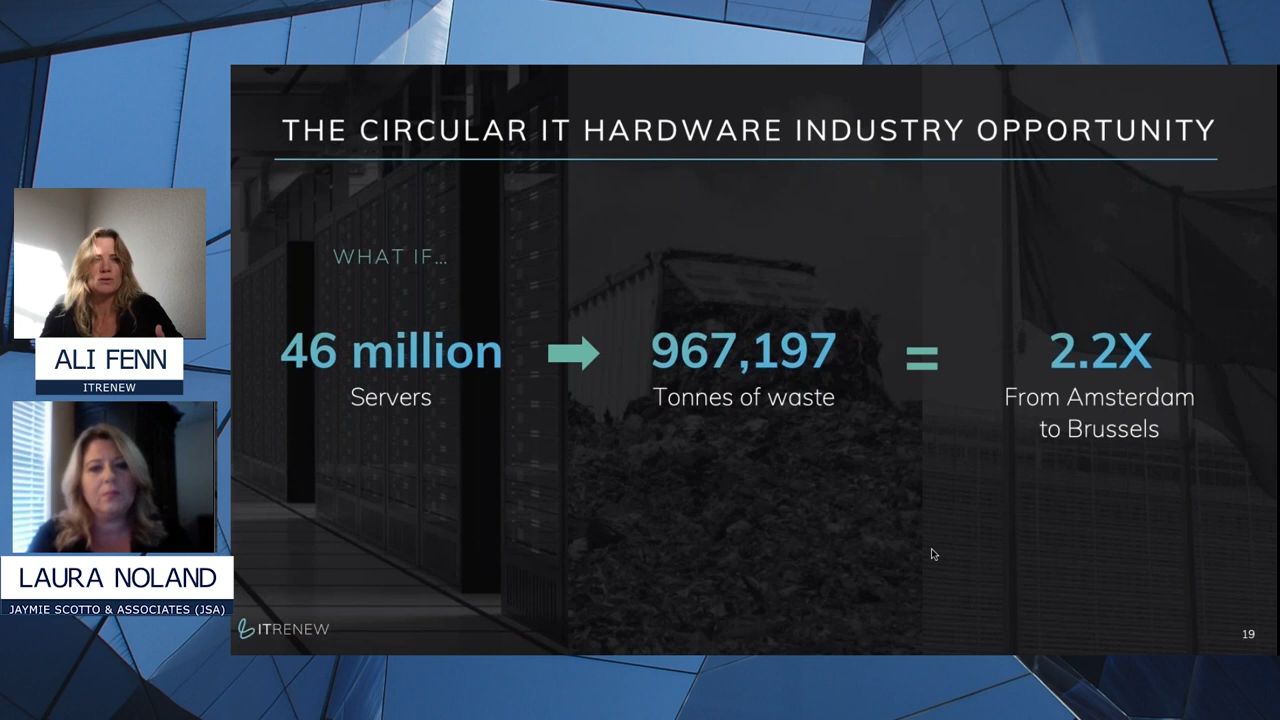 THE CIRCULAR IT HARDWARE INDUSTRY OPPORTUNITY
WHAT IF...
46 million
Servers
967,197
Tonnes of waste
=
2.2X
From Amsterdam
to Brussels
ALI FENN
ITRENEW
LAURA NOLAND
JAYMIE SCOTTO & ASSOCIATES (JSA)
ITRENEW
19